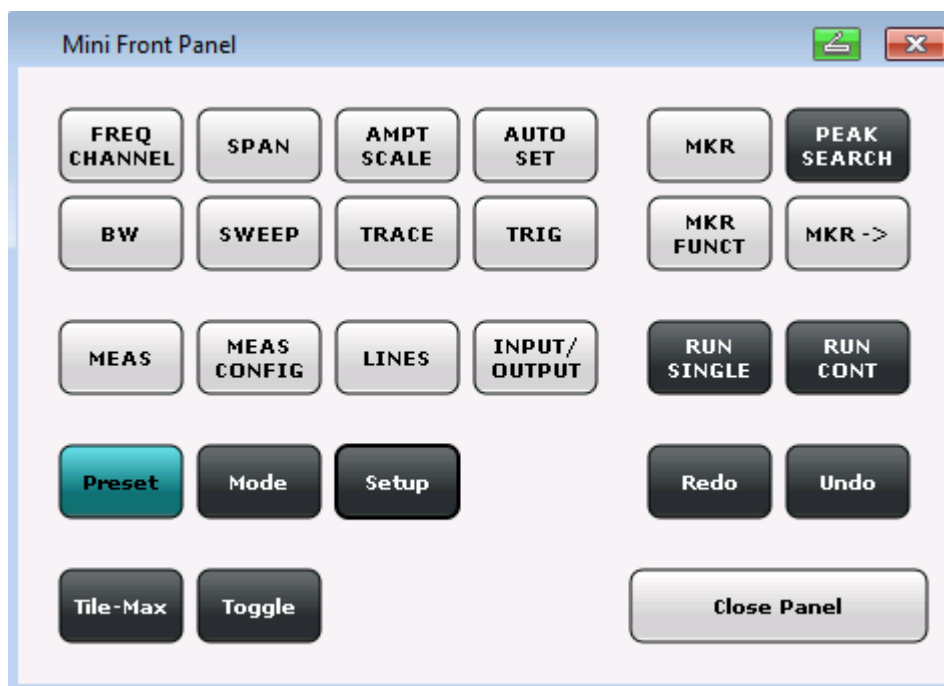 Mini Front Panel
FREQ
CHANNEL
SPAN
AMPT
SCALE
AUTO
SET
MKR
PEAK
SEARCH
BW
SWEEP
TRACE
TRIG
MKR
FUNCT
MKR ->
MEAS
MEAS
CONFIG
LINES
INPUT/
OUTPUT
RUN
SINGLE
RUN
CONT
Preset
Mode
Setup
Redo
Undo
Tile-Max
Toggle
Close Panel